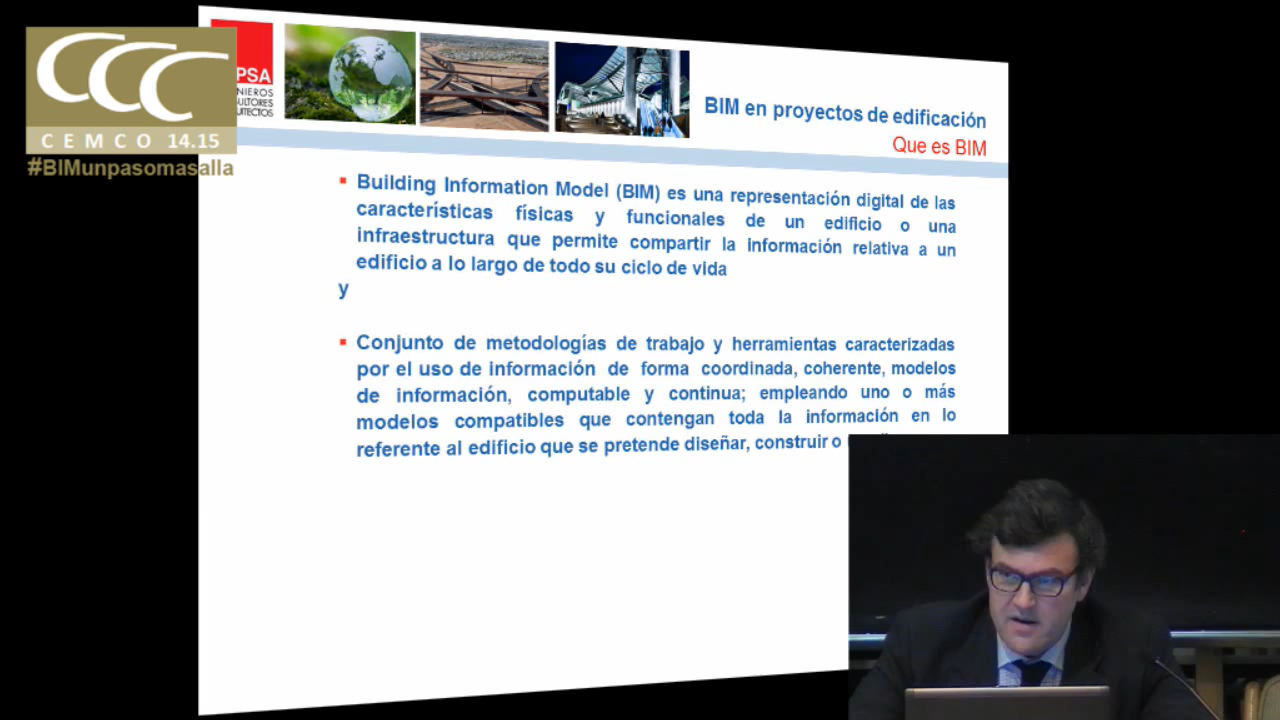 CCC
CEMCO 14.15
#BIMunpasomasalla
PSA
NIEROS
ULTORES
UITECTOS
BIM en proyectos de edificación
Que es BIM
Building Information Model (BIM) es una representación digital de las
características físicas y funcionales de un edificio o una
infraestructura que permite compartir la información relativa a un
edificio a lo largo de todo su ciclo de vida
y
Conjunto de metodologías de trabajo y herramientas caracterizadas
por el uso de información de forma coordinada, coherente, modelos
de información, computable y continua; empleando uno o más
modelos compatibles que contengan toda la información en lo
referente al edificio que se pretende diseñar, construir o